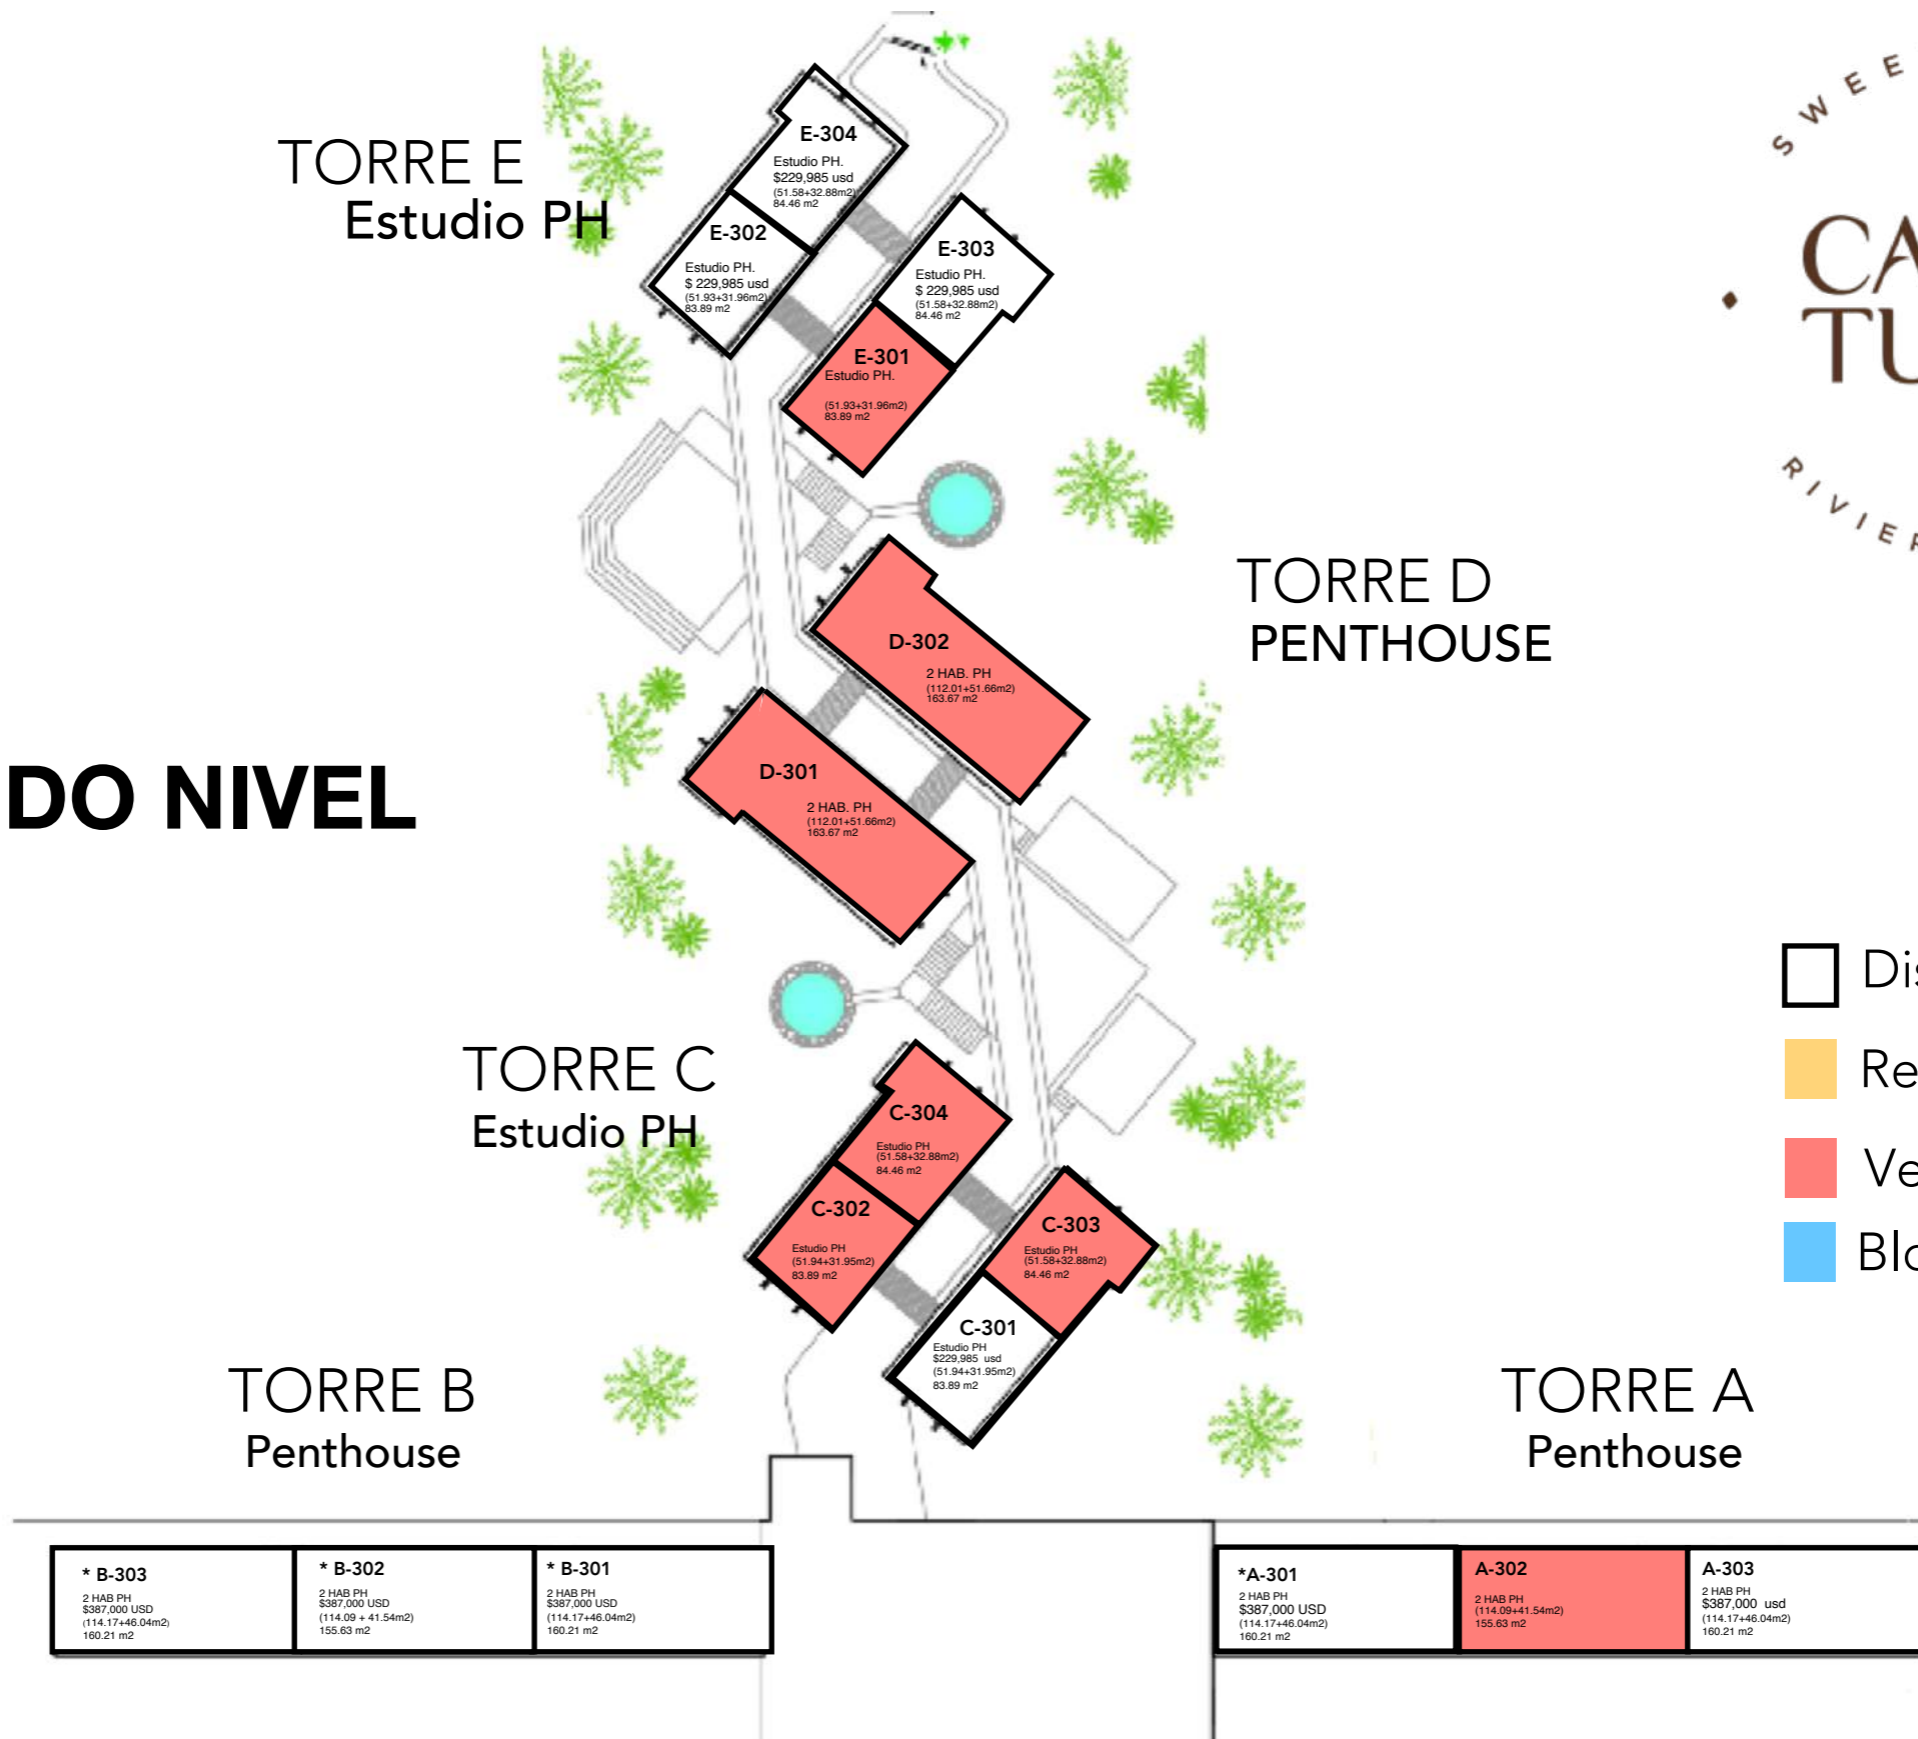 TORRE E
Estudio PH
E-304
Estudio PH.
$229,985 usd
(51.58+32.88m2)
84.46 m2
E-302
Estudio PH.
$ 229,985 usd
(51.93+31.96m2)
83.89 m2
E-303
Estudio PH.
$ 229,985 usd
(51.58+32.88m2)
84.46 m2
E-301
Estudio PH.
(51.93+31.96m2)
83.89 m2
SWEE
CA
TU
RIVIER
TORRE D
PENTHOUSE
D-302
2 HAB. PH
(112.01+51.66m2)
163.67 m2
D-301
2 HAB. PH
(112.01+51.66m2)
163.67 m2
DO NIVEL
Dis
Re
Ve
Blo
TORRE C
Estudio PH
C-304
Estudio PH
(51.58+32.88m2)
84.46 m2
C-302
Estudio PH
(51.94+31.95m2)
83.89 m2
C-303
Estudio PH
(51.58+32.88m2)
84.46 m2
C-301
Estudio PH
$229,985 usd
(51.94+31.95m2)
83.89 m2
TORRE B
Penthouse
* B-303
2 HAB PH
$387,000 USD
(114.17+46.04m2)
160.21 m2
* B-302
2 HAB PH
$387,000 USD
(114.09 + 41.54m2)
155.63 m2
* B-301
2 HAB PH
$387,000 USD
(114.17+46.04m2)
160.21 m2
TORRE A
Penthouse
*A-301
2 HAB PH
$387,000 USD
(114.17+46.04m2)
160.21 m2
A-302
2 HAB PH
(114.09+41.54m2)
155.63 m2
A-303
2 HAB PH
$387,000 usd
(114.17+46.04m2)
160.21 m2